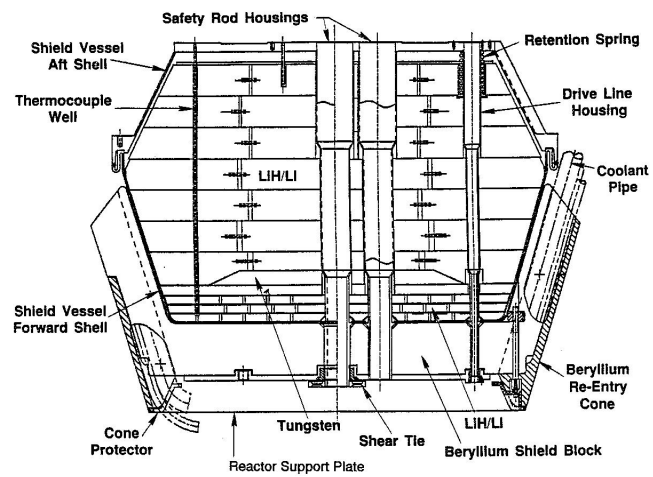 Safety Rod Housings
Shield Vessel
Aft Shell
Retention Spring
Thermocouple
Well
Drive Line
Housing
LiH/LI
Coolant
Pipe
Shield Vessel
Forward Shell
Beryllium
Re-Entry
Cone
Cone
Protector
Tungsten
Shear Tie
LiH/LI
Beryllium Shield Block
Reactor Support Plate